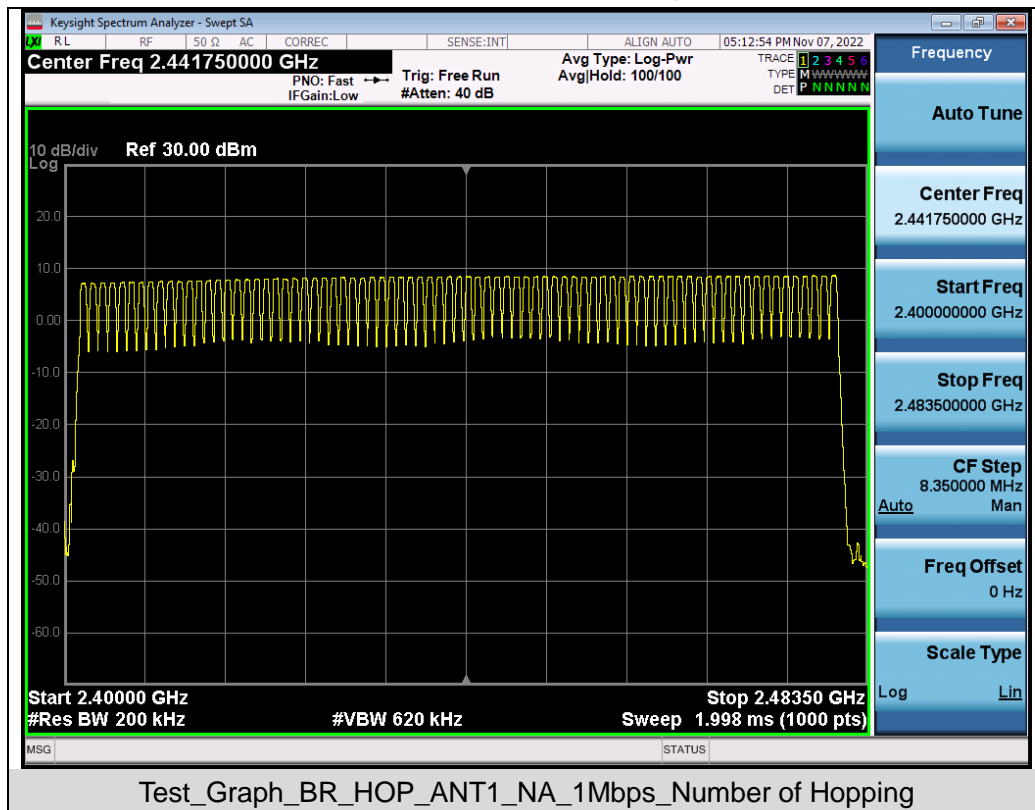 Keysight Spectrum Analyzer - Swept SA
LXI RL RF 50 Ω AC CORREC SENSE:INT ALIGN AUTO 05:12:54 PM Nov 07, 2022
Center Freq 2.441750000 GHz
PNO: Fast
IFGain:Low
Trig: Free Run
#Atten: 40 dB
Avg Type: Log-Pwr
Avg|Hold: 100/100
TRACE 1 2 3 4 5 6
TYPE M WWWWW
DET P N N N N N
10 dB/div Ref 30.00 dBm
Log
20.0
10.0
0.00
-10.0
-20.0
-30.0
-40.0
-50.0
-60.0
Start 2.40000 GHz Stop 2.48350 GHz
#Res BW 200 kHz #VBW 620 kHz Sweep 1.998 ms (1000 pts)
MSG STATUS
Frequency
Auto Tune
Center Freq
2.441750000 GHz
Start Freq
2.400000000 GHz
Stop Freq
2.483500000 GHz
CF Step
8.350000 MHz
Auto Man
Freq Offset
0 Hz
Scale Type
Log Lin
Test_Graph_BR_HOP_ANT1_NA_1Mbps_Number of Hopping